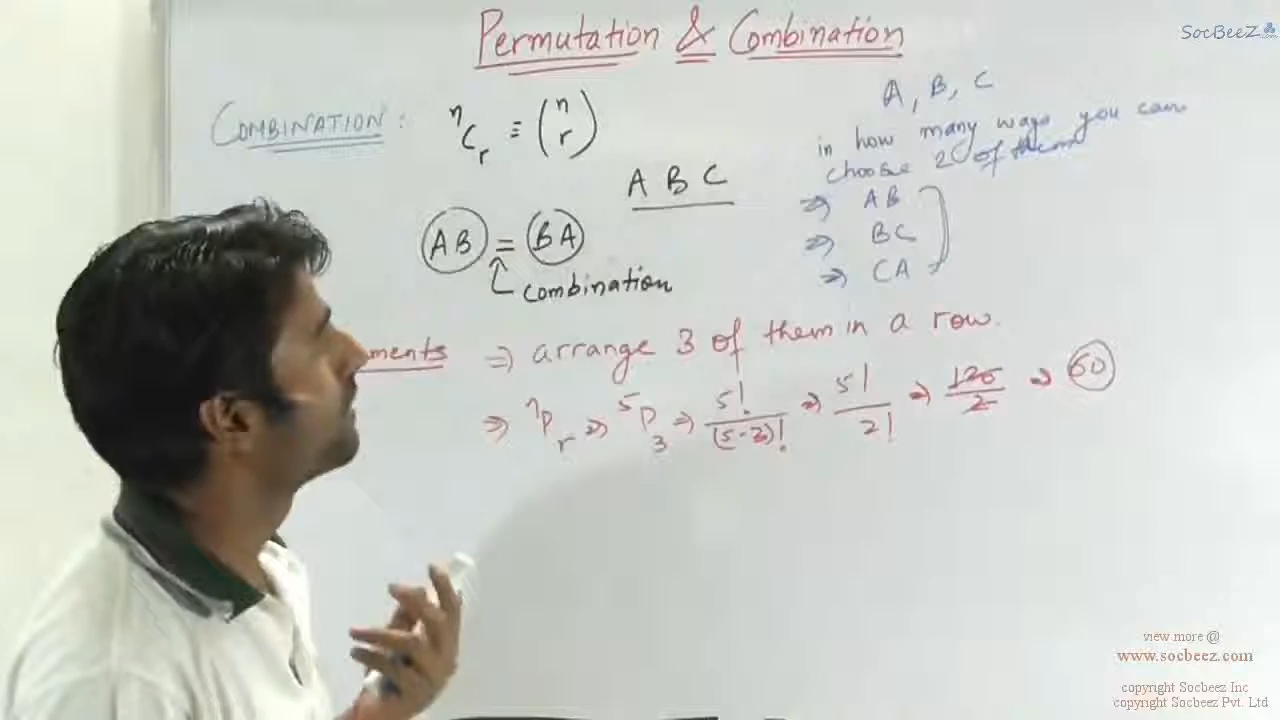 Permutation & Combination
SocBeeZ
COMBINATION : nCr ≡ (n r)
A, B, C
in how many ways you can
choose 2 of them
A B C
⇒ AB
⇒ BC
⇒ CA
AB = BA
combination
ments ⇒ arrange 3 of them in a row.
⇒ nPr ⇒ 5P3 ⇒ 5!/(5-3)! ⇒ 5!/2! ⇒ 120/2 ⇒ 60
view more @
www.socbeez.com
copyright Socbeez Inc
copyright Socbeez Pvt. Ltd